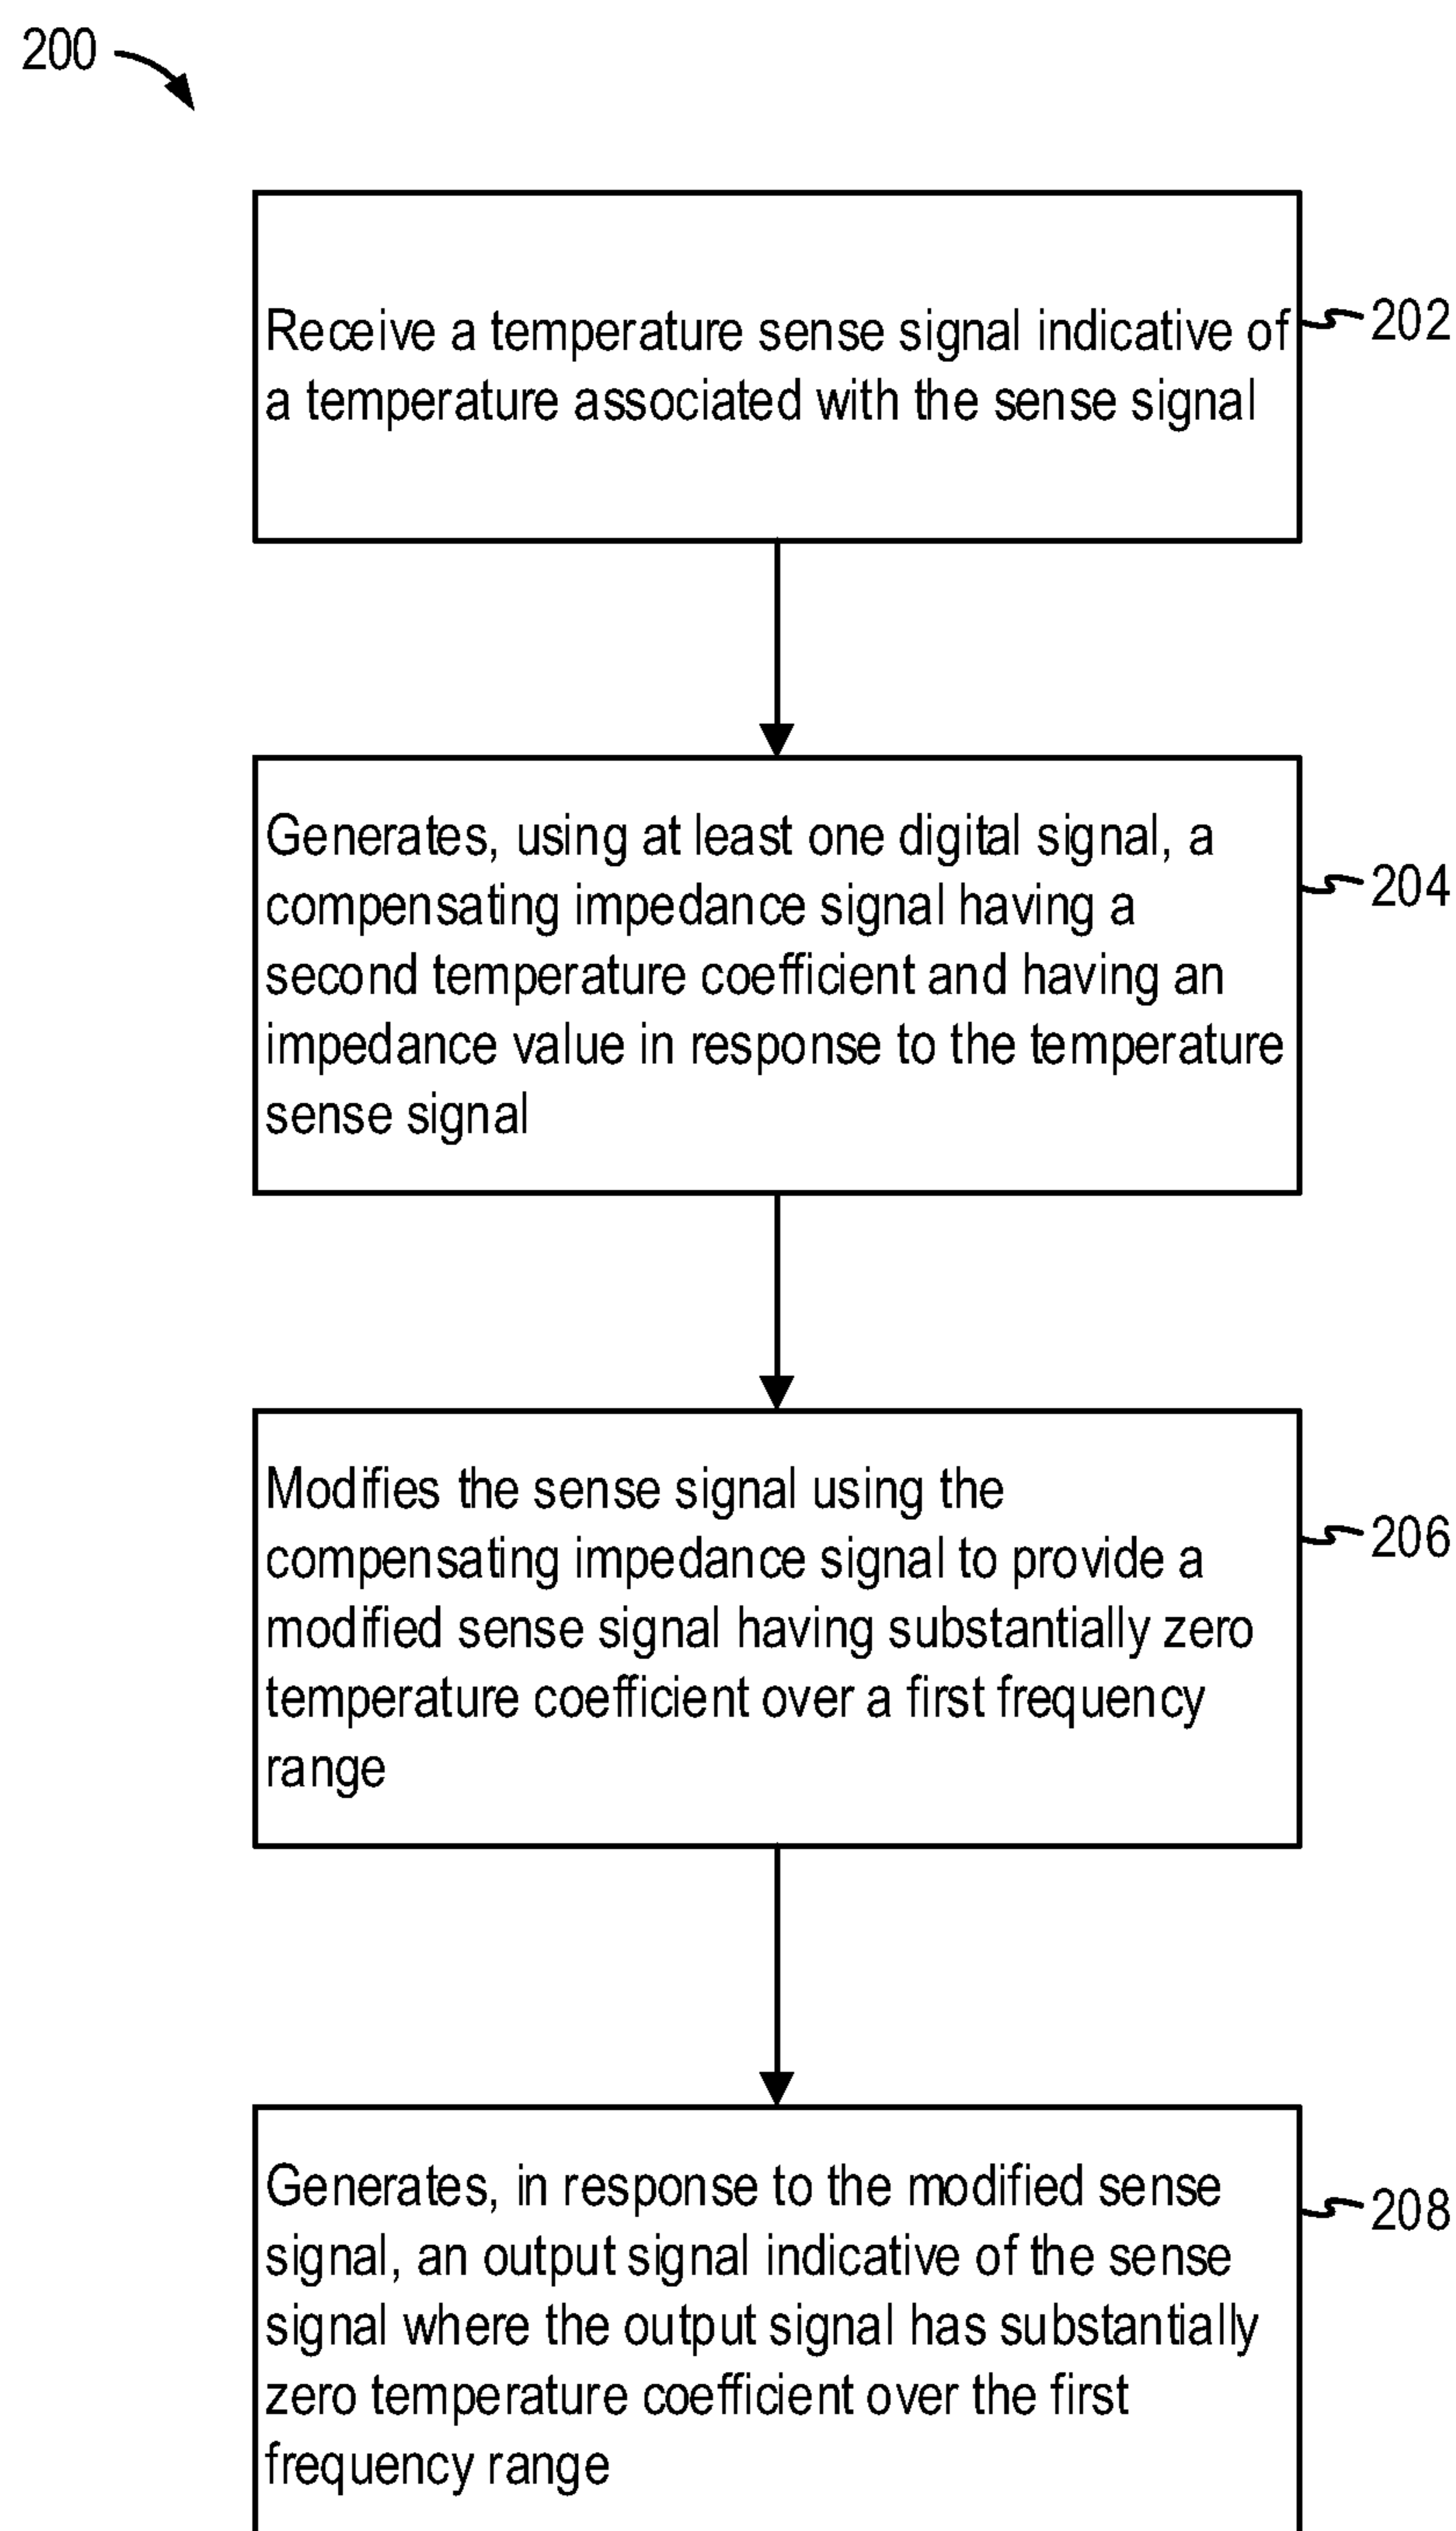 200
Receive a temperature sense signal indicative of
a temperature associated with the sense signal
202
Generates, using at least one digital signal, a
compensating impedance signal having a
second temperature coefficient and having an
impedance value in response to the temperature
sense signal
204
Modifies the sense signal using the
compensating impedance signal to provide a
modified sense signal having substantially zero
temperature coefficient over a first frequency
range
206
Generates, in response to the modified sense
signal, an output signal indicative of the sense
signal where the output signal has substantially
zero temperature coefficient over the first
frequency range
208